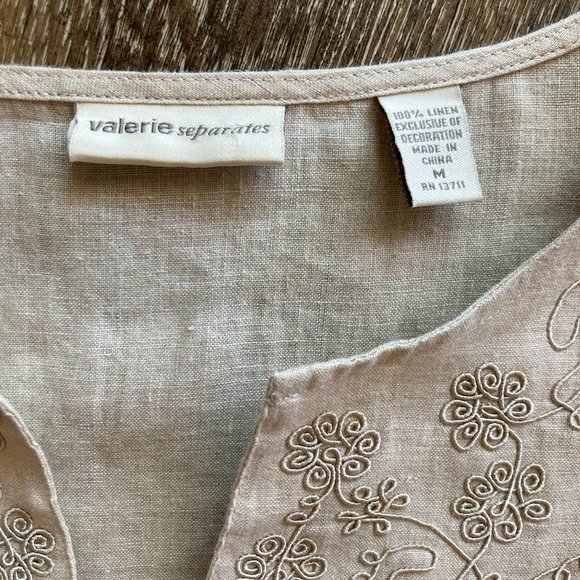 valerie separates
100% LINEN
EXCLUSIVE OF
DECORATION
MADE IN
CHINA
M
RN 13711